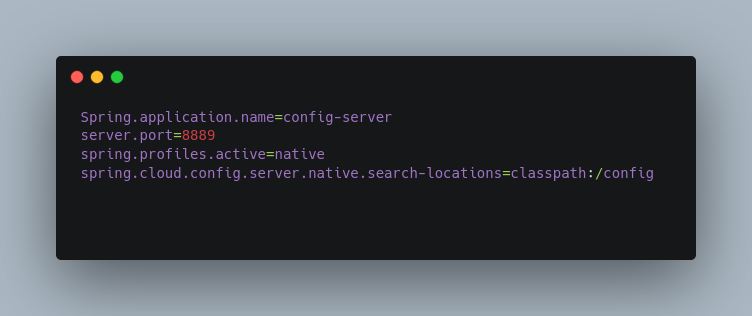 Spring.application.name=config-server
server.port=8889
spring.profiles.active=native
spring.cloud.config.server.native.search-locations=classpath:/config